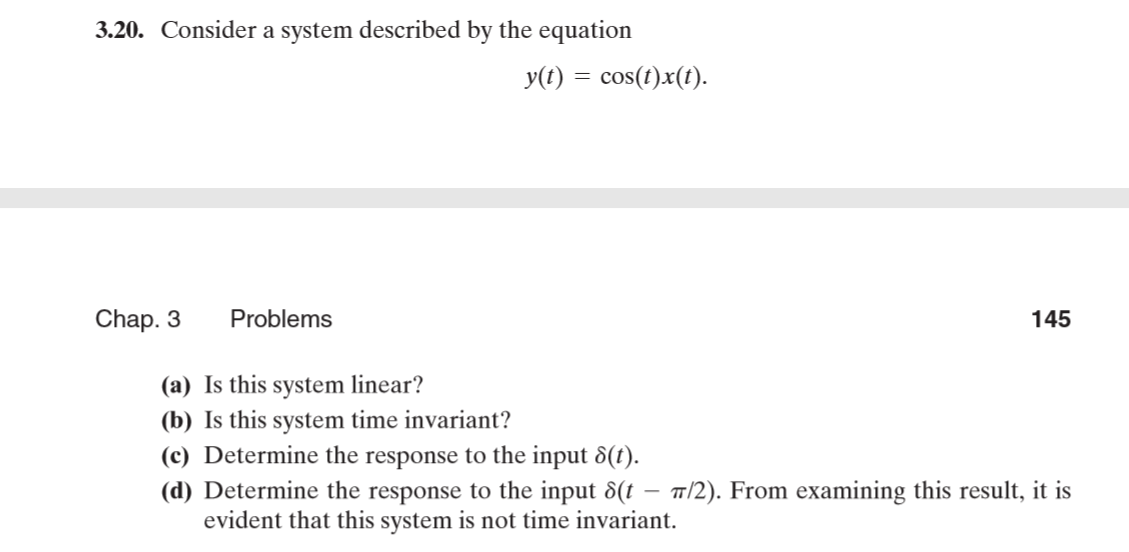 3.20. Consider a system described by the equation
y(t) = cos(t)x(t).
Chap. 3 Problems 145
(a) Is this system linear?
(b) Is this system time invariant?
(c) Determine the response to the input δ(t).
(d) Determine the response to the input δ(t − π/2). From examining this result, it is
evident that this system is not time invariant.